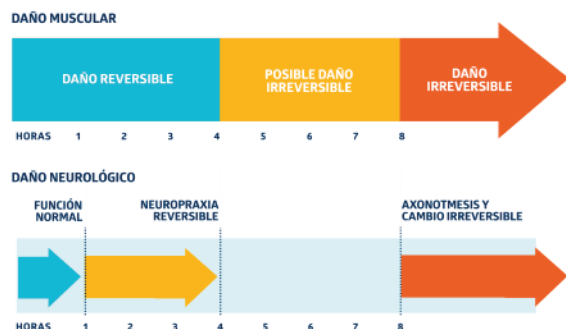 DAÑO MUSCULAR
DAÑO REVERSIBLE
POSIBLE DAÑO
IRREVERSIBLE
DAÑO
IRREVERSIBLE
HORAS 1 2 3 4 5 6 7 8
DAÑO NEUROLÓGICO
FUNCIÓN
NORMAL
NEUROPRAXIA
REVERSIBLE
AXONOTMESIS Y
CAMBIO IRREVERSIBLE
HORAS 1 2 3 4 5 6 7 8